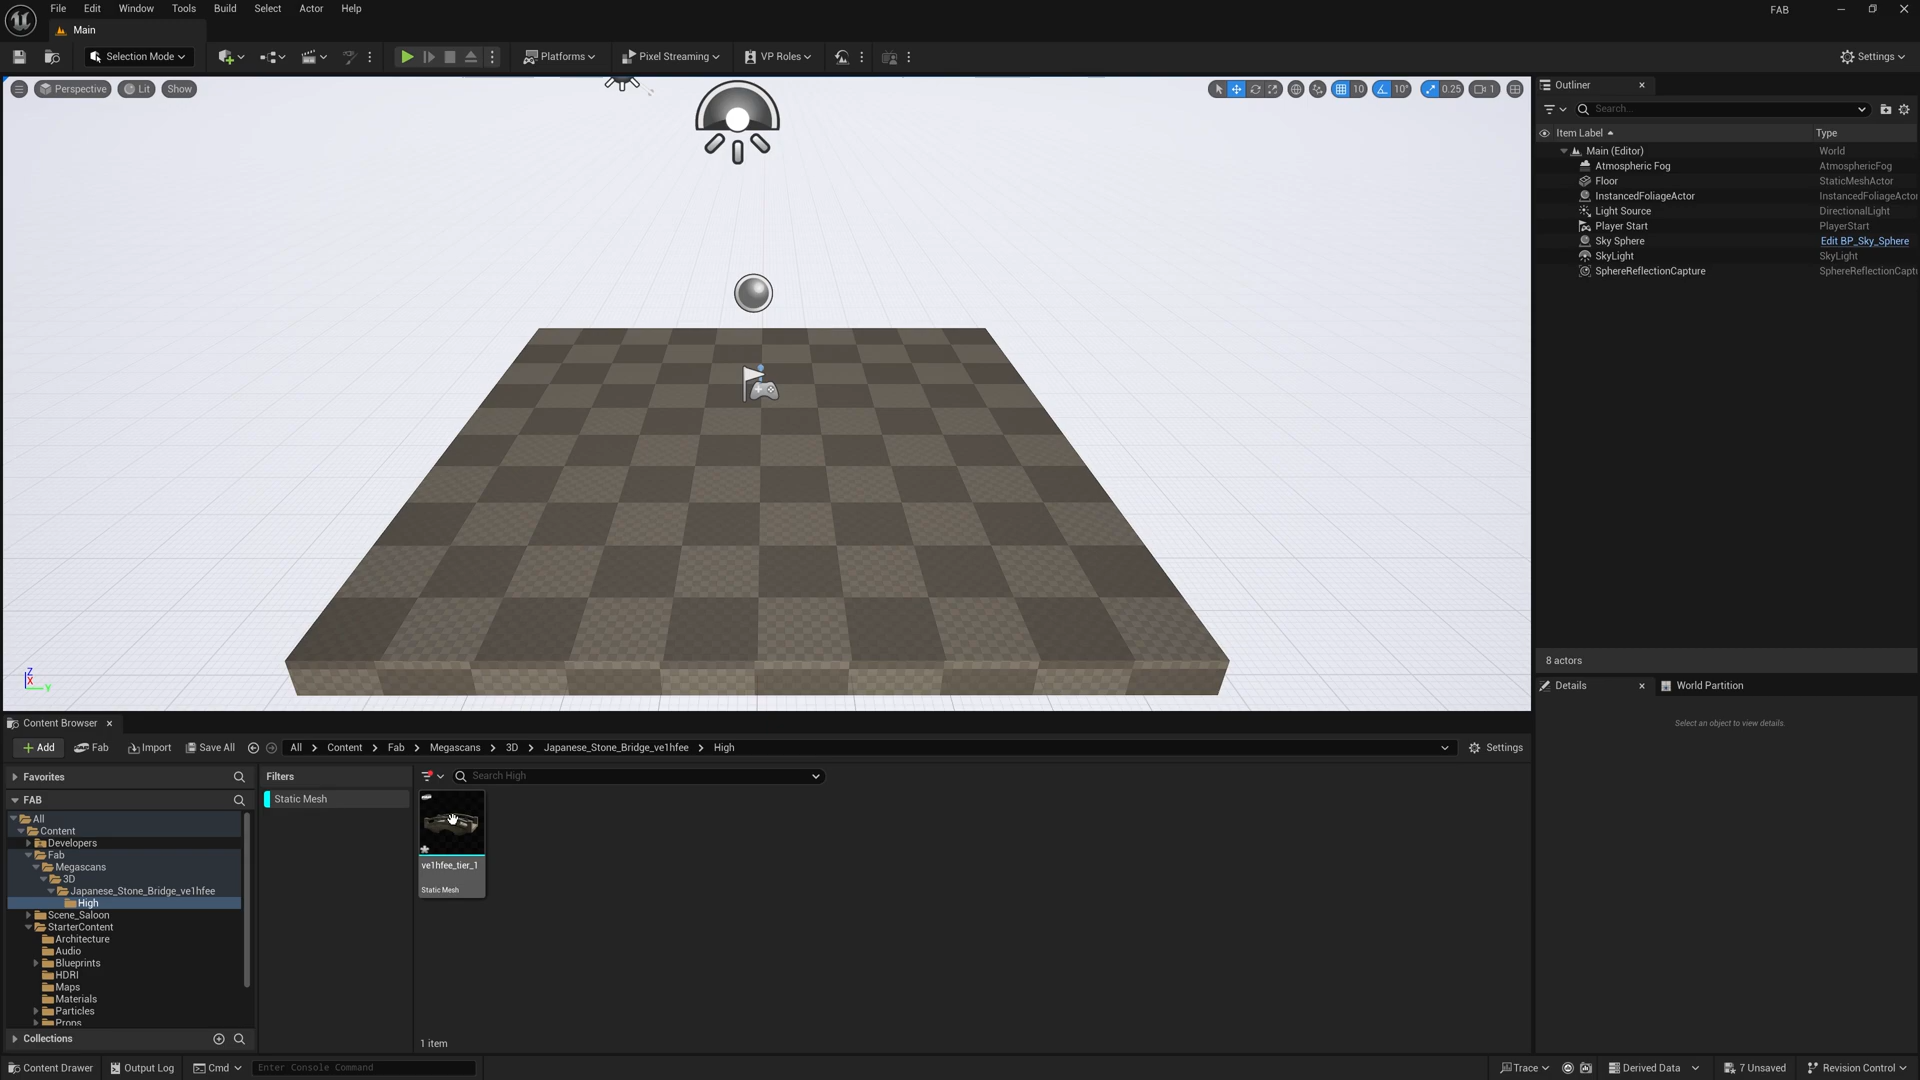 File Edit Window Tools Build Select Actor Help
FAB
Main
Selection Mode
Platforms
Pixel Streaming
VP Roles
Settings
Perspective
Lit
Show
10
10°
0.25
1
Outliner
Search...
Item Label
Type
Main (Editor)
World
Atmospheric Fog
AtmosphericFog
Floor
StaticMeshActor
InstancedFoliageActor
InstancedFoliageActor
Light Source
DirectionalLight
Player Start
PlayerStart
Sky Sphere
Edit BP_Sky_Sphere
SkyLight
SkyLight
SphereReflectionCapture
SphereReflectionCaptu
8 actors
Z
X
Y
Details
World Partition
Select an object to view details.
Content Browser
Add
Fab
Import
Save All
All > Content > Fab > Megascans > 3D > Japanese_Stone_Bridge_ve1hfee > High
Settings
Favorites
FAB
All
Content
Developers
Fab
Megascans
3D
Japanese_Stone_Bridge_ve1hfee
High
Scene_Saloon
StarterContent
Architecture
Audio
Blueprints
HDRI
Maps
Materials
Particles
Props
Collections
Filters
Static Mesh
Search High
ve1hfee_tier_1
Static Mesh
1 item
Content Drawer
Output Log
Cmd
Enter Console Command
Trace
Derived Data
7 Unsaved
Revision Control